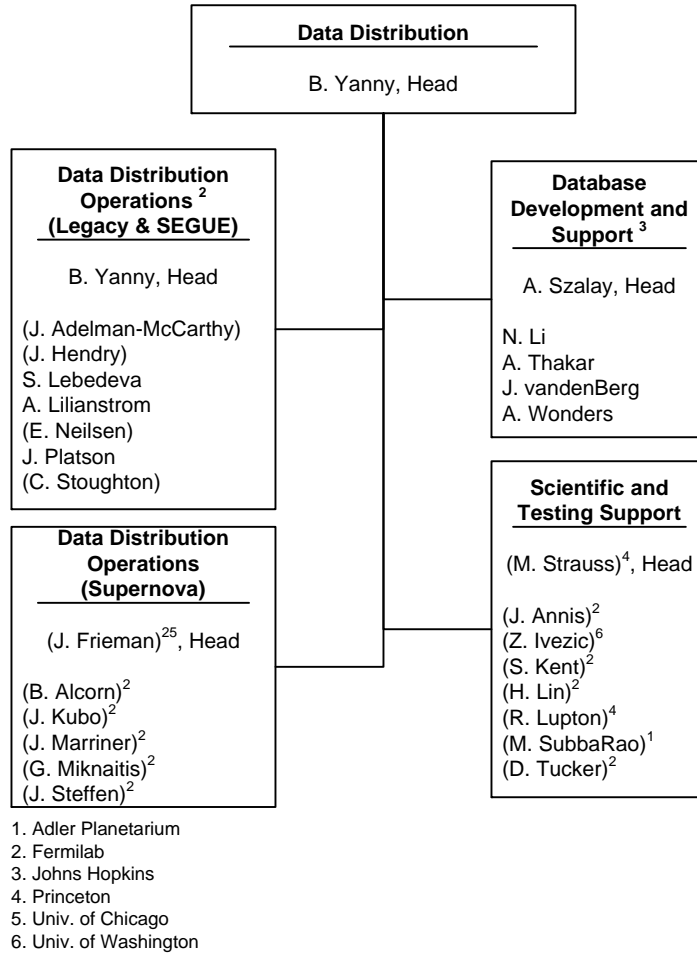 Data Distribution
B. Yanny, Head
Data Distribution
Operations ²
(Legacy & SEGUE)
B. Yanny, Head
(J. Adelman-McCarthy)
(J. Hendry)
S. Lebedeva
A. Lilianstrom
(E. Neilsen)
J. Platson
(C. Stoughton)
Database
Development and
Support ³
A. Szalay, Head
N. Li
A. Thakar
J. vandenBerg
A. Wonders
Data Distribution
Operations
(Supernova)
(J. Frieman)²⁵, Head
(B. Alcorn)²
(J. Kubo)²
(J. Marriner)²
(G. Miknaitis)²
(J. Steffen)²
Scientific and
Testing Support
(M. Strauss)⁴, Head
(J. Annis)²
(Z. Ivezic)⁶
(S. Kent)²
(H. Lin)²
(R. Lupton)⁴
(M. SubbaRao)¹
(D. Tucker)²
1. Adler Planetarium
2. Fermilab
3. Johns Hopkins
4. Princeton
5. Univ. of Chicago
6. Univ. of Washington